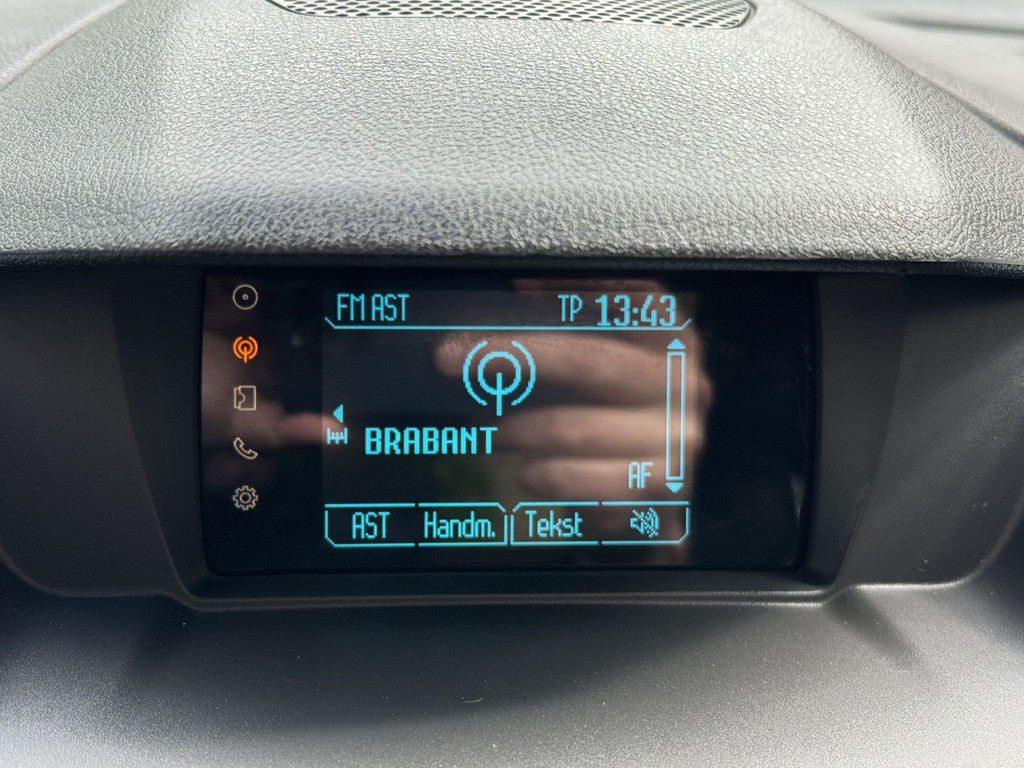 FM AST TP 13:43
BRABANT
AF
AST Handm. Tekst